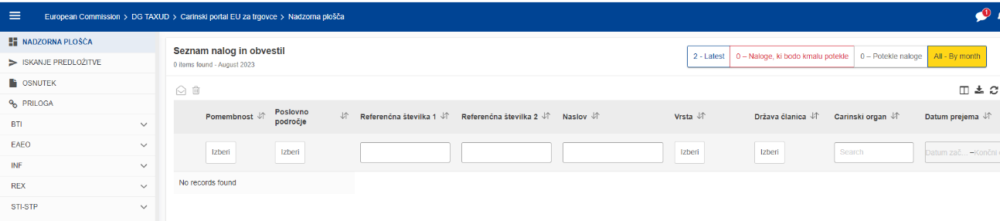 European Commission > DG TAXUD > Carinski portal EU za trgovce > Nadzorna plošča
1
NADZORNA PLOŠČA
ISKANJE PREDLOŽITVE
OSNUTEK
PRILOGA
BTI
EAEO
INF
REX
STI-STP
Seznam nalog in obvestil
0 items found - August 2023
2 - Latest 0 – Naloge, ki bodo kmalu potekle 0 – Potekle naloge All - By month
Pomembnost Poslovno področje Referenčna številka 1 Referenčna številka 2 Naslov Vrsta Država članica Carinski organ Datum prejema
Izberi Izberi Izberi Izberi Search Datum zač... –Končni
No records found